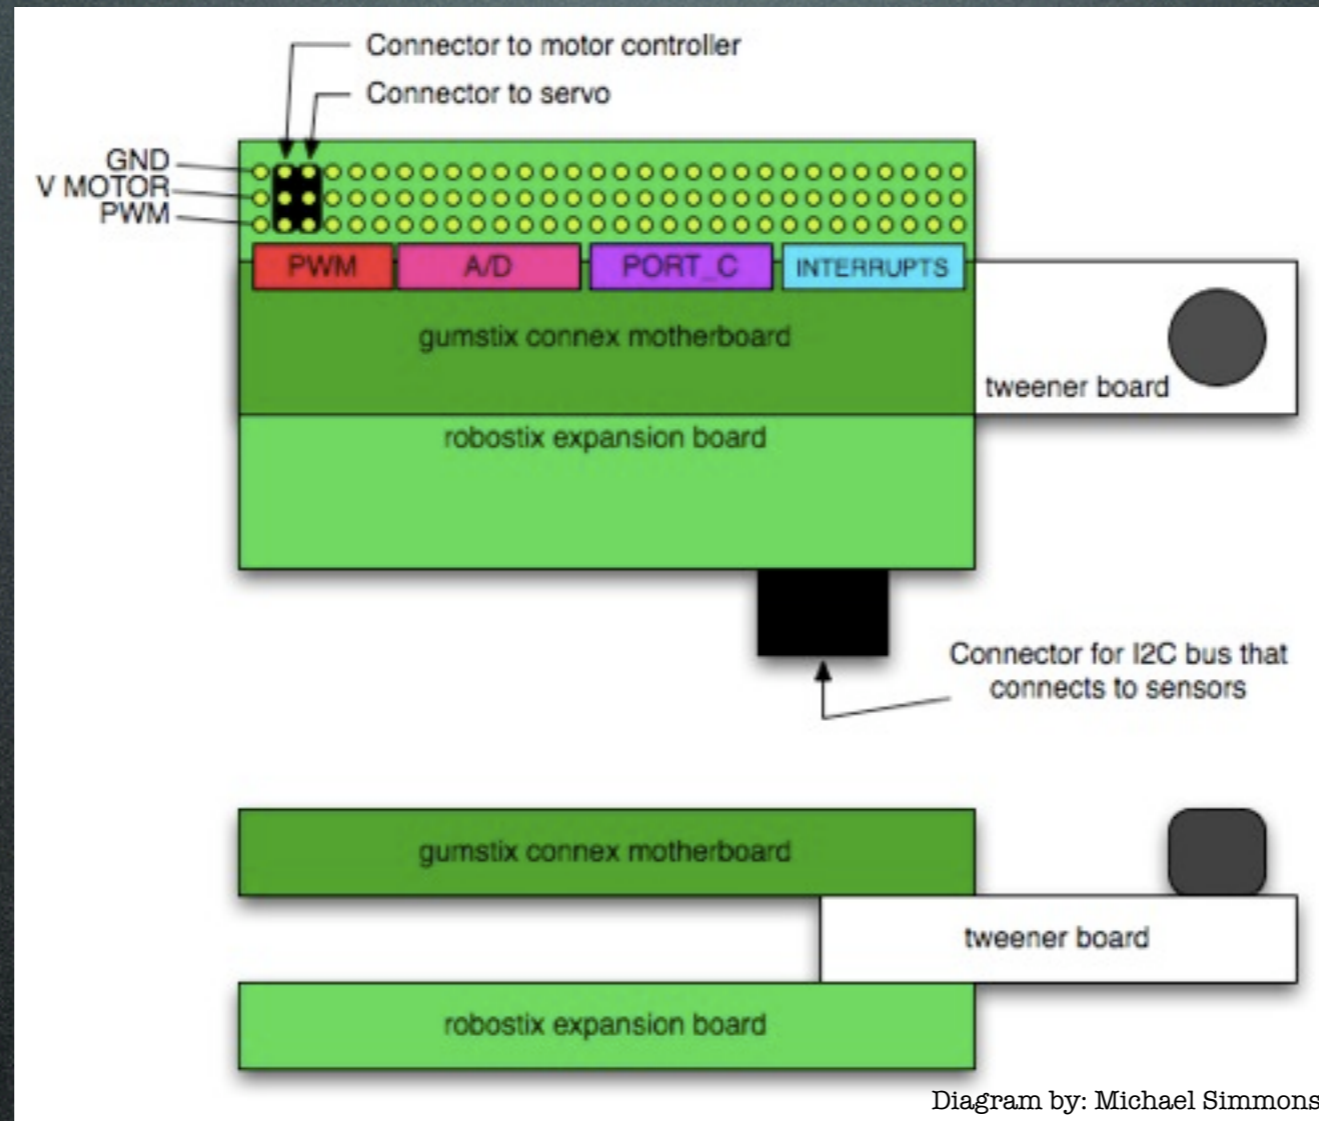 Connector to motor controller
Connector to servo
GND
V MOTOR
PWM
PWM
A/D
PORT_C
INTERRUPTS
gumstix connex motherboard
tweener board
robostix expansion board
Connector for I2C bus that
connects to sensors
gumstix connex motherboard
tweener board
robostix expansion board
Diagram by: Michael Simmons